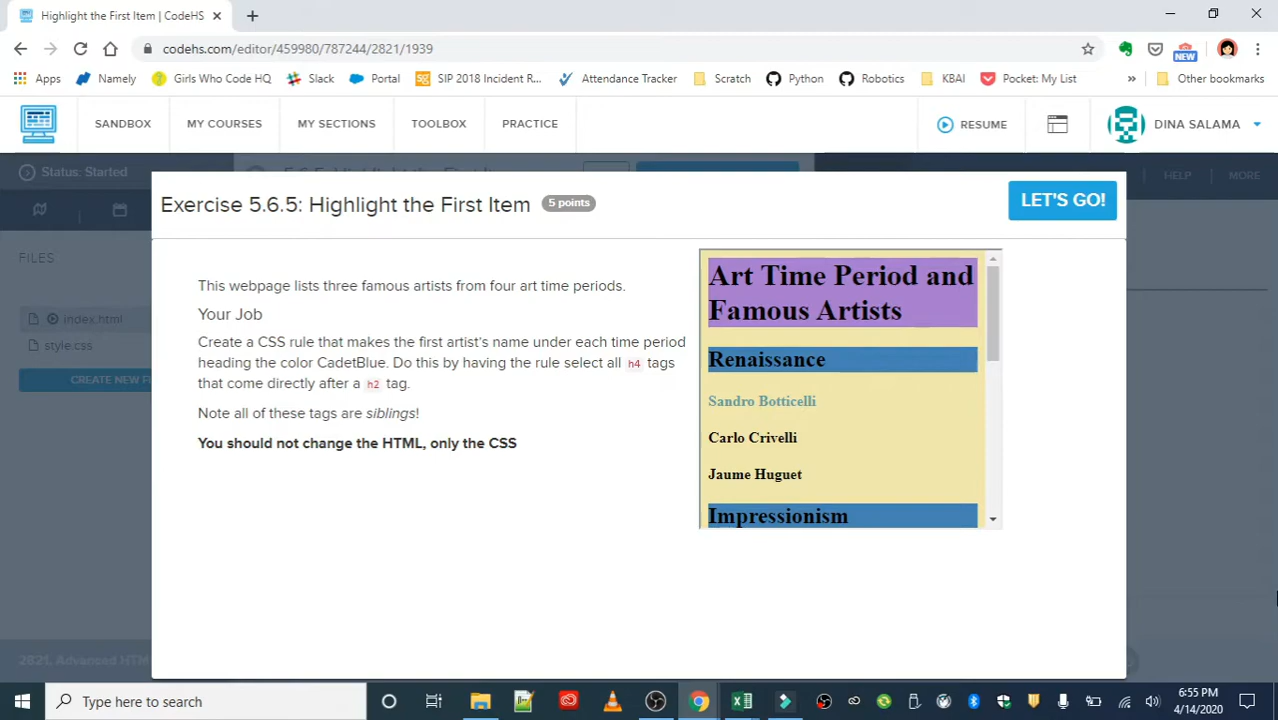 Highlight the First Item | CodeHS
codehs.com/editor/459980/787244/2821/1939
NEW
Apps
Namely
Girls Who Code HQ
Slack
Portal
SIP 2018 Incident R...
Attendance Tracker
Scratch
Python
Robotics
KBAI
Pocket: My List
»
Other bookmarks
SANDBOX
MY COURSES
MY SECTIONS
TOOLBOX
PRACTICE
RESUME
DINA SALAMA
Status: Started
HELP
MORE
Exercise 5.6.5: Highlight the First Item
5 points
LET'S GO!
FILES
index.html
style.css
CREATE NEW FI
This webpage lists three famous artists from four art time periods.
Your Job
Create a CSS rule that makes the first artist's name under each time period
heading the color CadetBlue. Do this by having the rule select all h4 tags
that come directly after a h2 tag.
Note all of these tags are siblings!
You should not change the HTML, only the CSS
Art Time Period and
Famous Artists
Renaissance
Sandro Botticelli
Carlo Crivelli
Jaume Huguet
Impressionism
2821. Advanced HTM
Type here to search
6:55 PM
4/14/2020